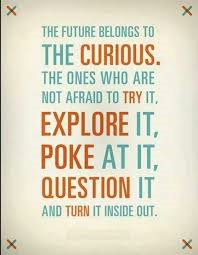 THE FUTURE BELONGS TO
THE CURIOUS.
THE ONES WHO ARE
NOT AFRAID TO TRY IT,
EXPLORE IT,
POKE AT IT,
QUESTION IT
AND TURN IT INSIDE OUT.